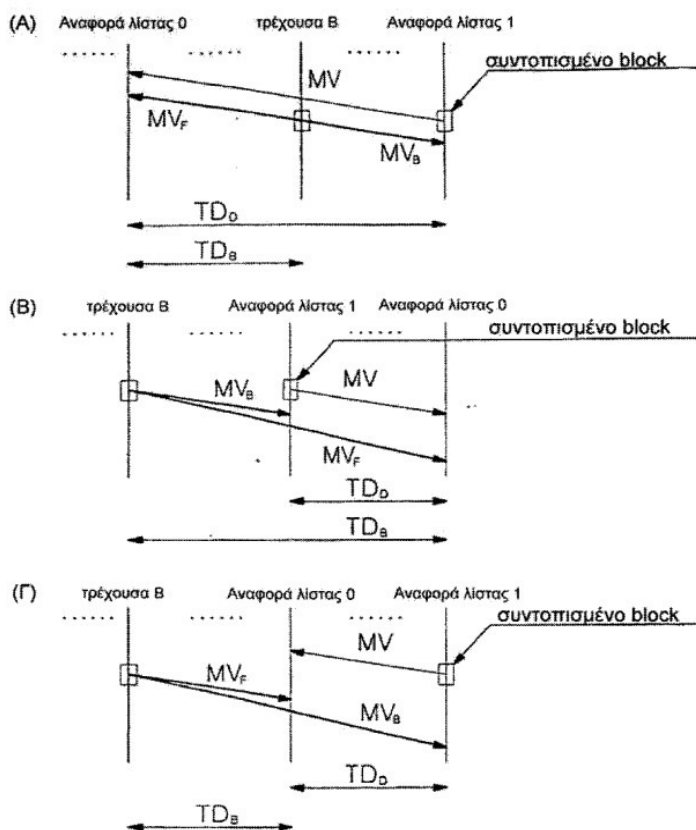 (Α) Αναφορά λίστας 0 τρέχουσα Β Αναφορά λίστας 1
συντοπισμένο block
MV
MV_F
MV_B
TD_D
TD_B
(Β) τρέχουσα Β Αναφορά λίστας 1 Αναφορά λίστας 0
συντοπισμένο block
MV_B
MV
MV_F
TD_D
TD_B
(Γ) τρέχουσα Β Αναφορά λίστας 0 Αναφορά λίστας 1
συντοπισμένο block
MV
MV_F
MV_B
TD_D
TD_B